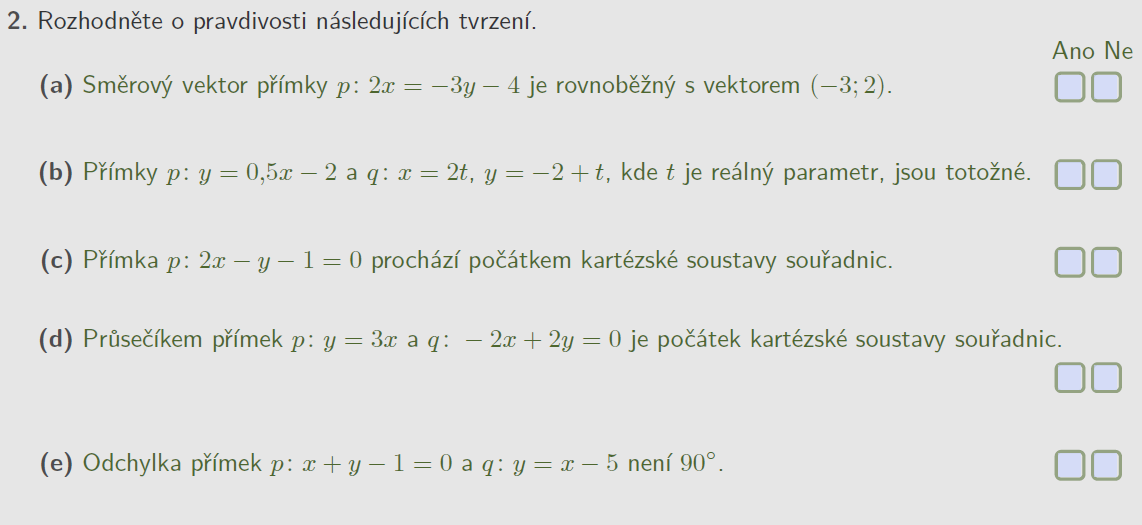 2. Rozhodněte o pravdivosti následujících tvrzení.
Ano Ne
(a) Směrový vektor přímky p: 2x = −3y − 4 je rovnoběžný s vektorem (−3; 2).
(b) Přímky p: y = 0,5x − 2 a q: x = 2t, y = −2 + t, kde t je reálný parametr, jsou totožné.
(c) Přímka p: 2x − y − 1 = 0 prochází počátkem kartézské soustavy souřadnic.
(d) Průsečíkem přímek p: y = 3x a q: − 2x + 2y = 0 je počátek kartézské soustavy souřadnic.
(e) Odchylka přímek p: x + y − 1 = 0 a q: y = x − 5 není 90°.